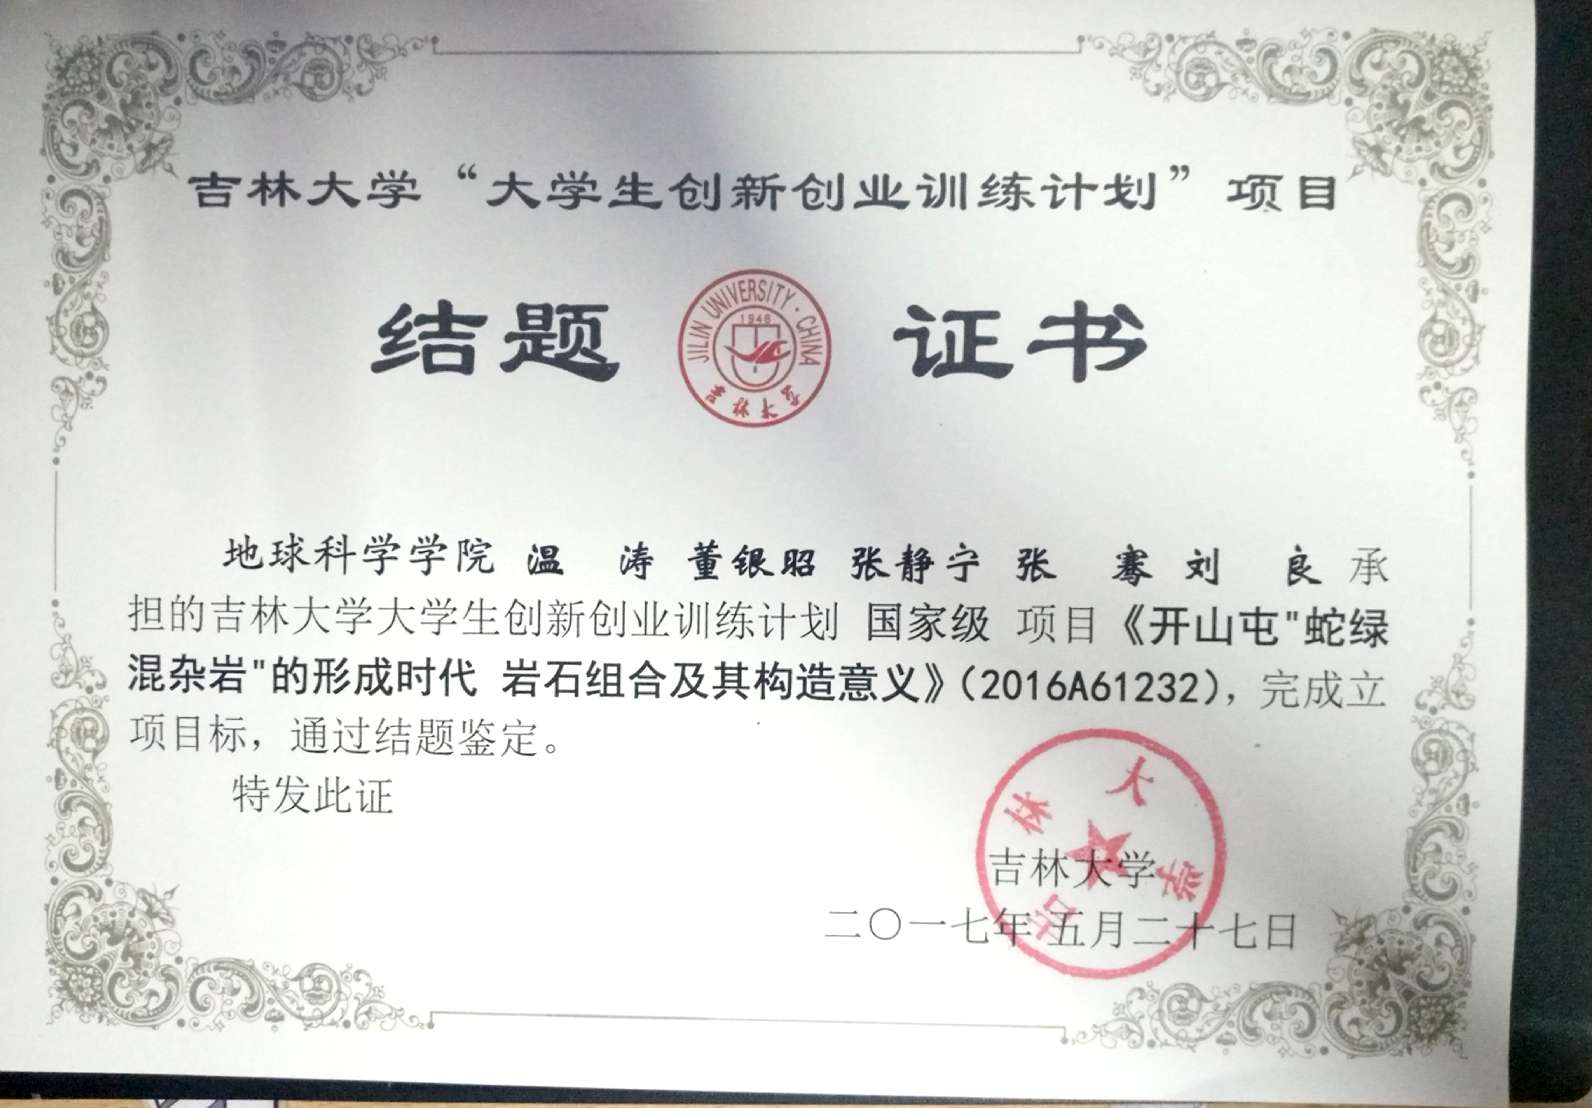 吉林大学“大学生创新创业训练计划”项目
结题 证书
JILIN UNIVERSITY · CHINA
1946
吉林大学
地球科学学院 温 涛 董银昭 张静宁 张 骞 刘 良 承
担的吉林大学大学生创新创业训练计划 国家级 项目《开山屯"蛇绿
混杂岩"的形成时代 岩石组合及其构造意义》(2016A61232)，完成立
项目标，通过结题鉴定。
特发此证
吉林大学
吉林大学
二〇一七年 五月二十七日